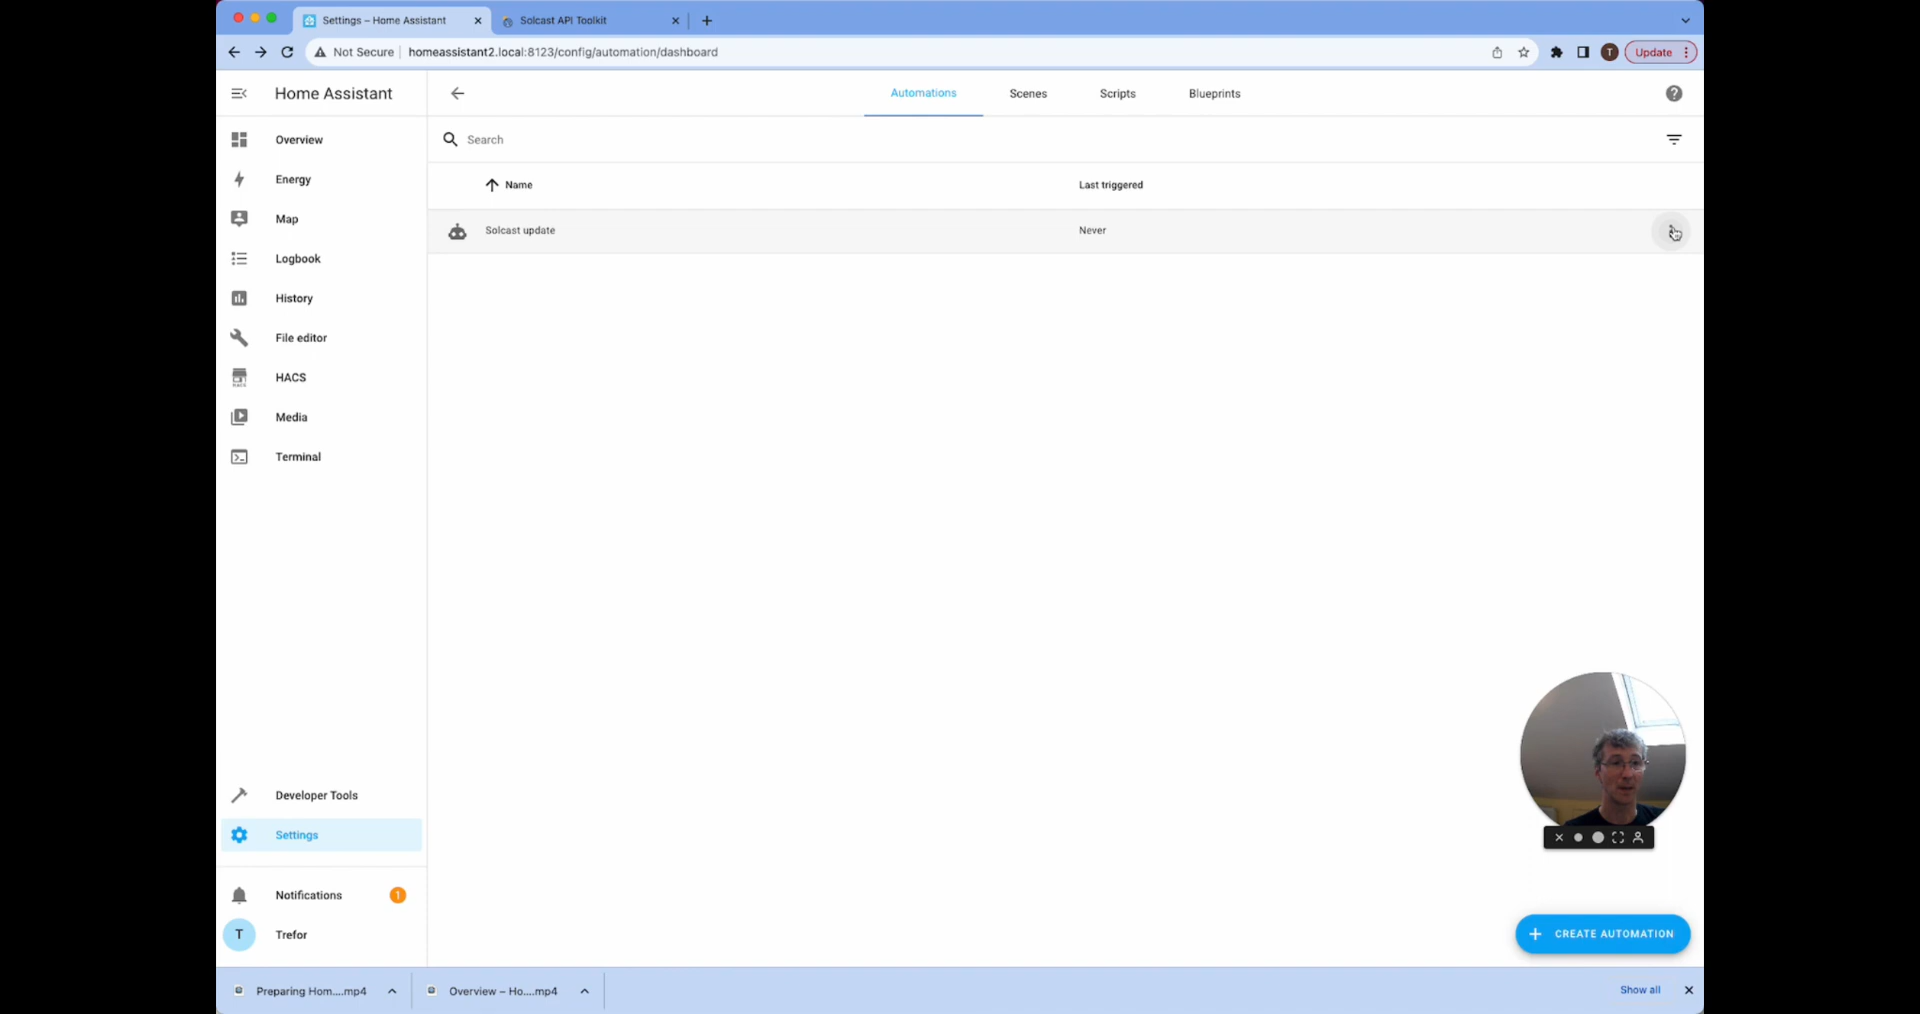 Settings – Home Assistant
Solcast API Toolkit
Not Secure
homeassistant2.local:8123/config/automation/dashboard
T
Update
Home Assistant
Automations
Scenes
Scripts
Blueprints
Overview
Energy
Map
Logbook
History
File editor
HACS
Media
Terminal
Search
Name
Last triggered
Solcast update
Never
Developer Tools
Settings
Notifications
1
T
Trefor
CREATE AUTOMATION
Preparing Hom....mp4
Overview – Ho....mp4
Show all